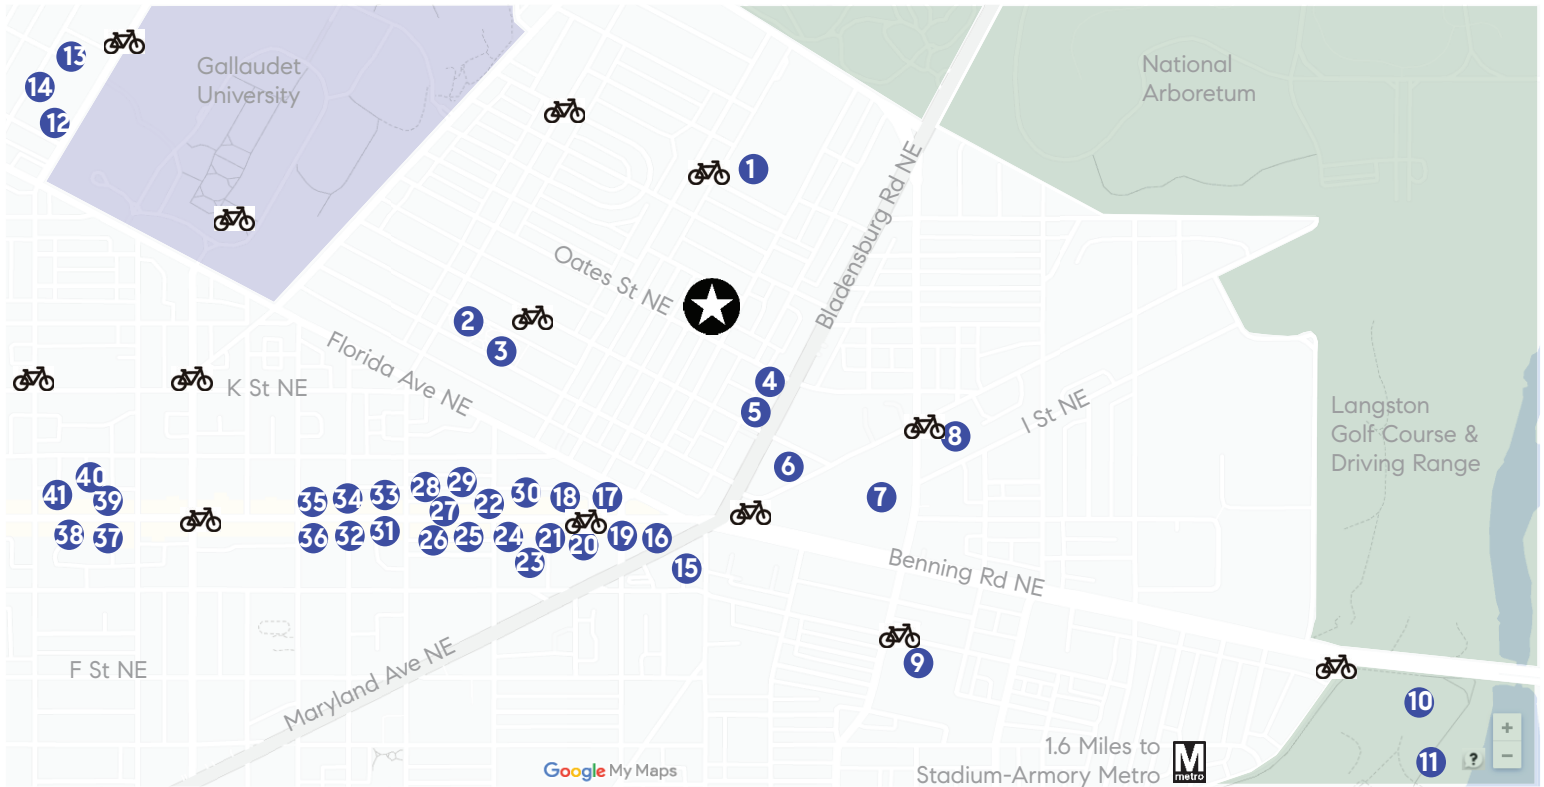 13
14
12
Gallaudet
University
National
Arboretum
1
Bladensburg Rd NE
Oates St NE
2
3
Florida Ave NE
K St NE
4
5
6
7
8
I St NE
Langston
Golf Course &
Driving Range
40
41
39
38
37
35
34
33
28
29
27
22
30
18
17
36
32
31
26
25
24
21
20
19
16
23
15
Benning Rd NE
9
F St NE
Maryland Ave NE
10
11
Google My Maps
1.6 Miles to
Stadium-Armory Metro
M
metro
+
−
?